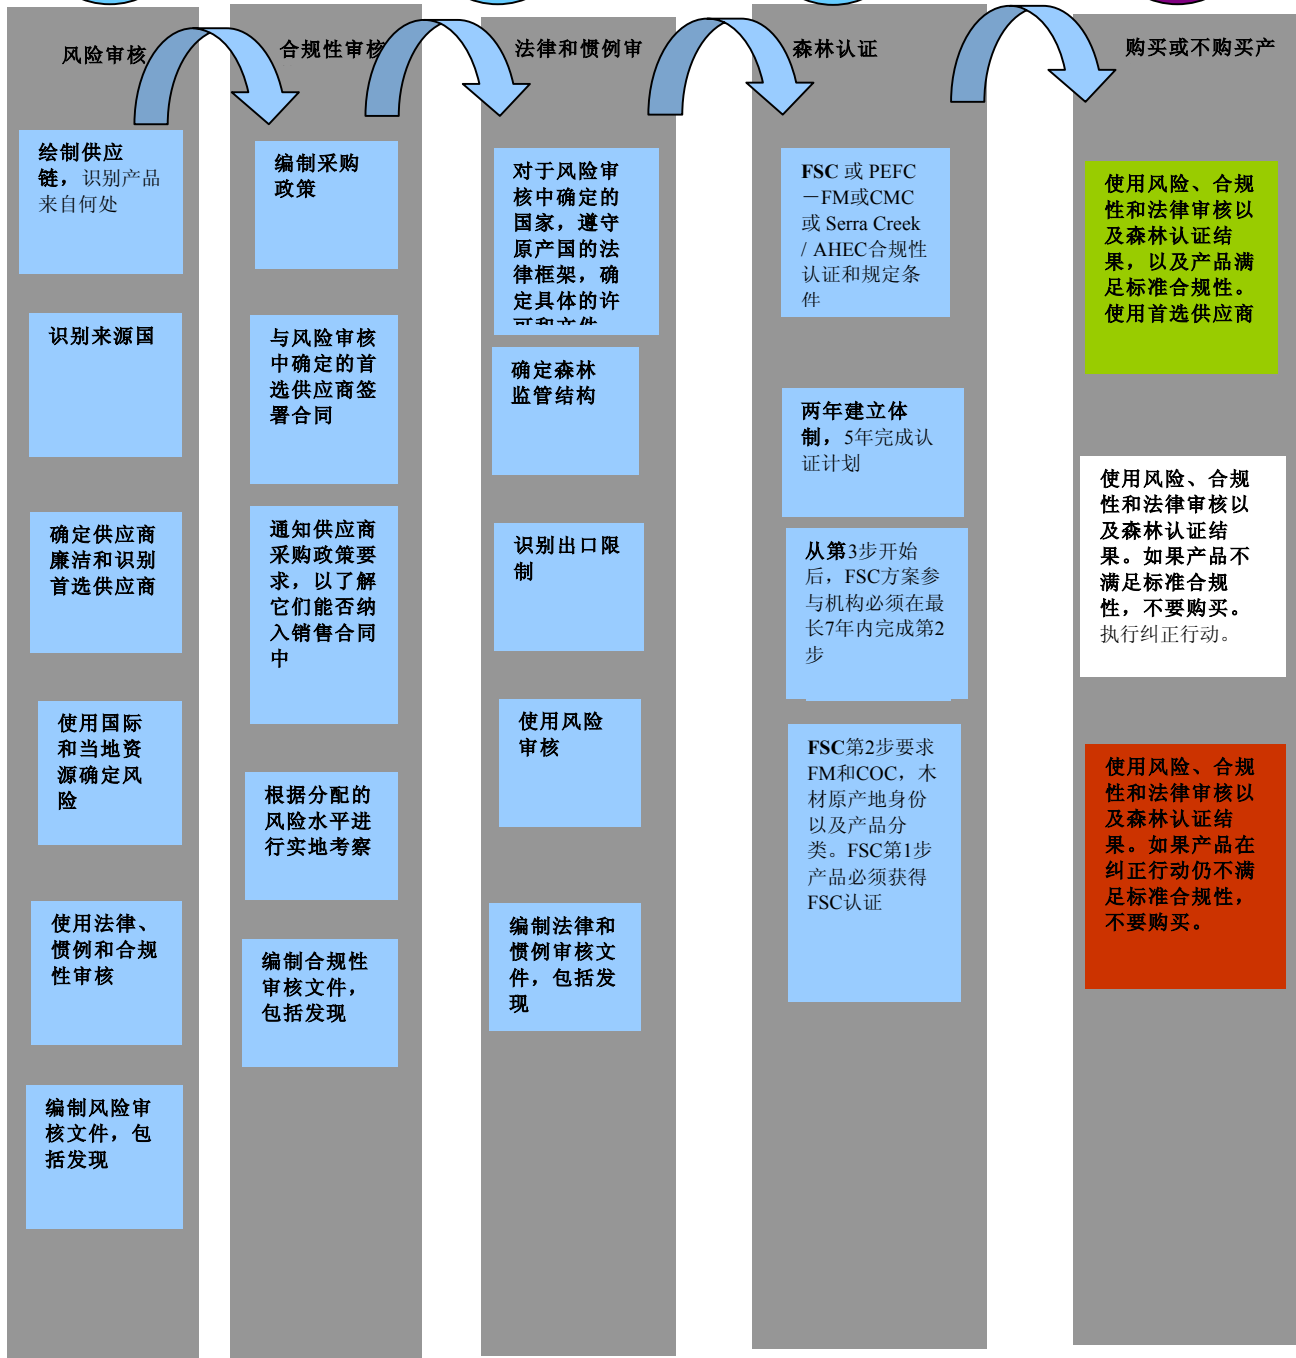 风险审核
绘制供应
链，识别产品
来自何处
识别来源国
确定供应商
廉洁和识别
首选供应商
使用国际
和当地资
源确定风
险
使用法律、
惯例和合规
性审核
编制风险审
核文件，包
括发现
合规性审核
编制采购
政策
与风险审核
中确定的首
选供应商签
署合同
通知供应商
采购政策要
求，以了解
它们能否纳
入销售合同
中
根据分配的
风险水平进
行实地考察
编制合规性
审核文件，
包括发现
法律和惯例审
对于风险审
核中确定的
国家，遵守
原产国的法
律框架，确
定具体的许
可和文件
确定森林
监管结构
识别出口限
制
使用风险
审核
编制法律和
惯例审核文
件，包括发
现
森林认证
FSC 或 PEFC
－FM或CMC
或 Serra Creek
/ AHEC合规性
认证和规定条
件
两年建立体
制，5年完成认
证计划
从第3步开始
后，FSC方案参
与机构必须在最
长7年内完成第2
步
FSC第2步要求
FM和COC，木
材原产地身份
以及产品分
类。FSC第1步
产品必须获得
FSC认证
购买或不购买产
使用风险、合规
性和法律审核以
及森林认证结
果，以及产品满
足标准合规性。
使用首选供应商
使用风险、合规
性和法律审核以
及森林认证结
果。如果产品不
满足标准合规
性，不要购买。
执行纠正行动。
使用风险、合规
性和法律审核以
及森林认证结
果。如果产品在
纠正行动仍不满
足标准合规性，
不要购买。